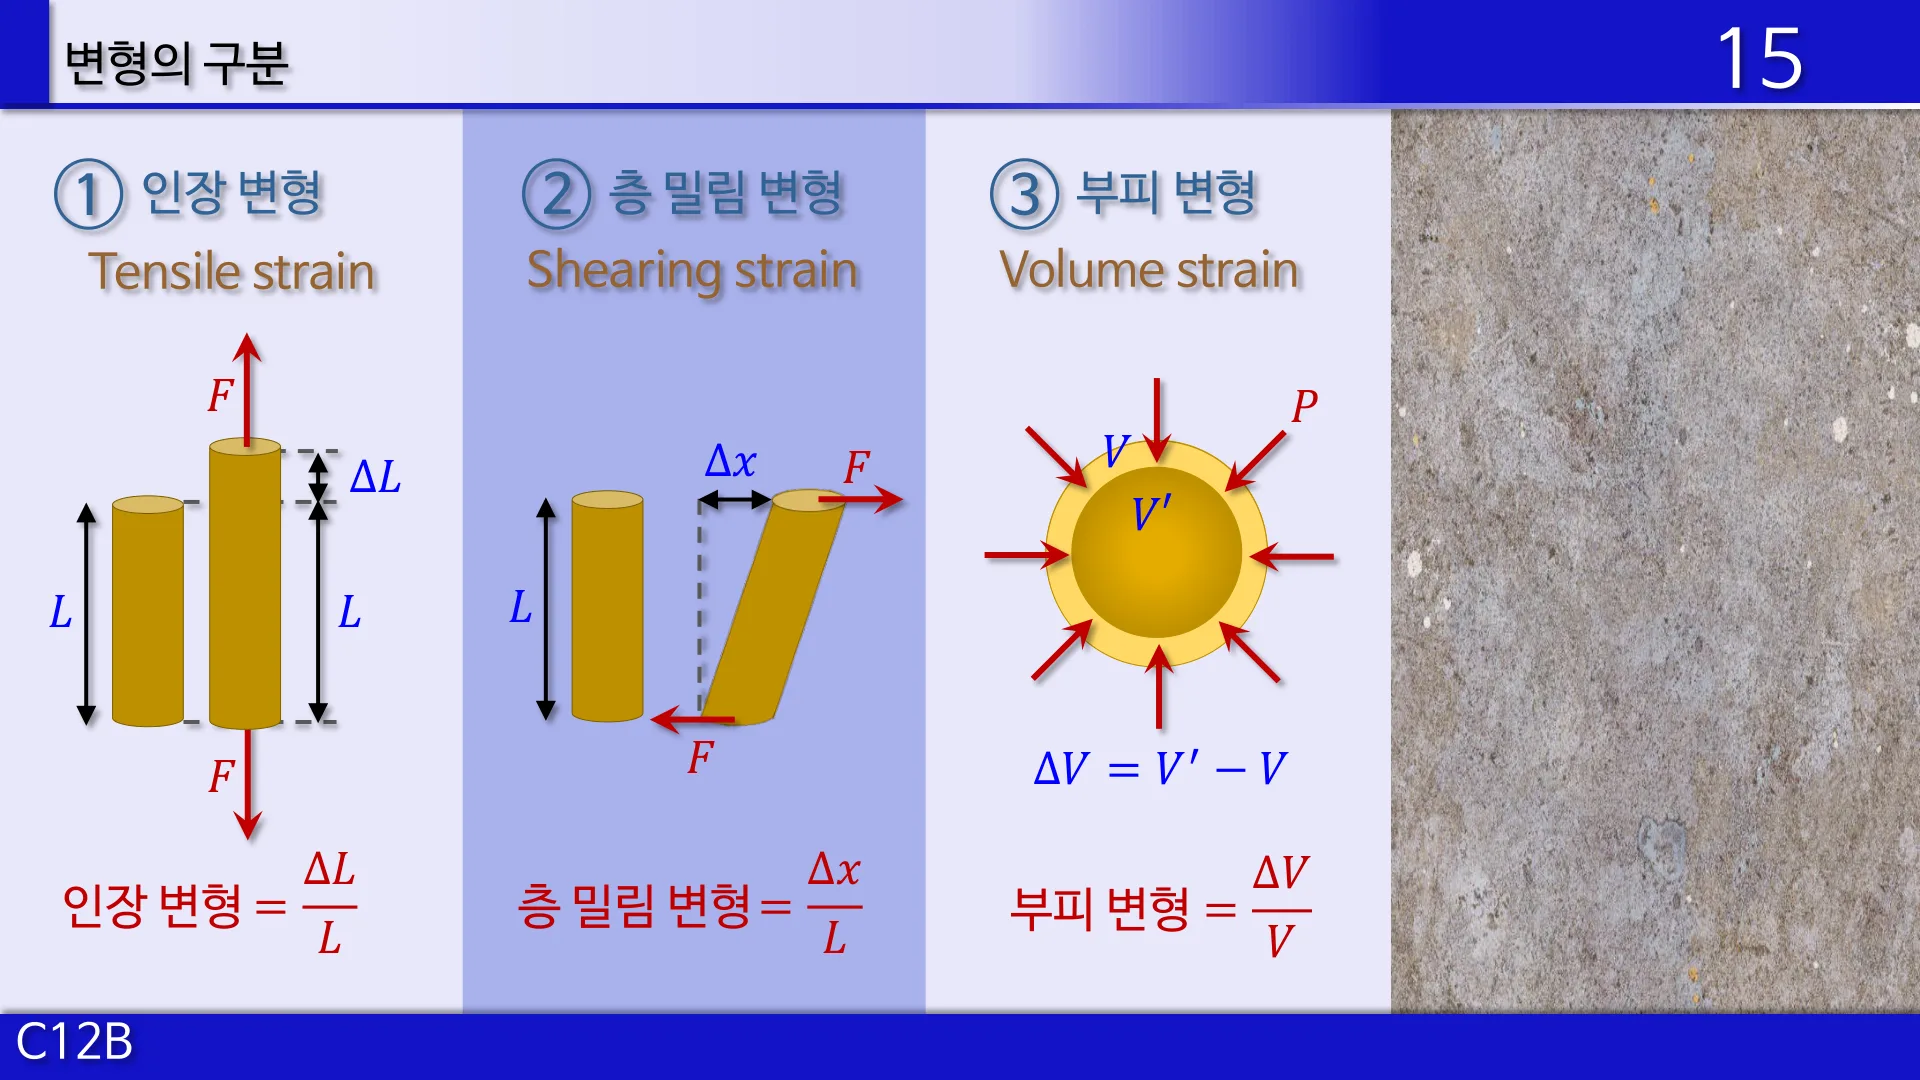 변형의 구분
15
① 인장 변형
Tensile strain
F
ΔL
L
L
F
인장 변형 = ΔL/L
② 층 밀림 변형
Shearing strain
Δx
F
L
F
층 밀림 변형 = Δx/L
③ 부피 변형
Volume strain
P
V
V′
ΔV = V′ − V
부피 변형 = ΔV/V
C12B